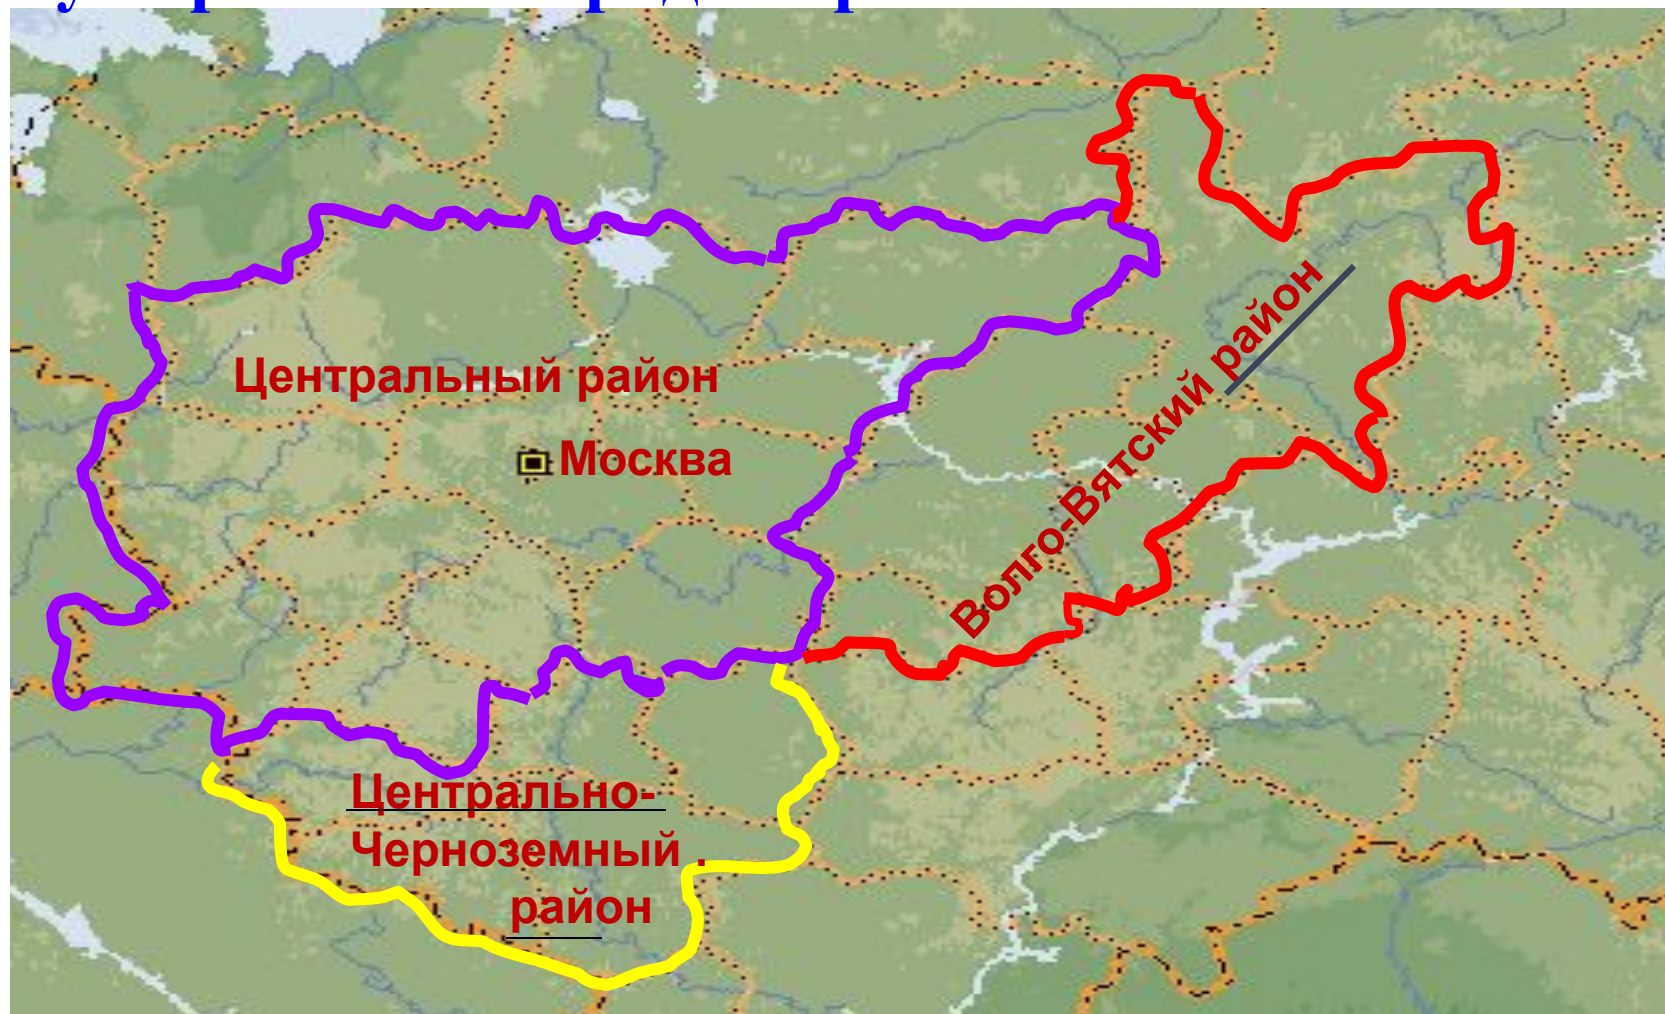 Центральный район
Москва
Волго-Вятский район
Центрально-
Черноземный .
район